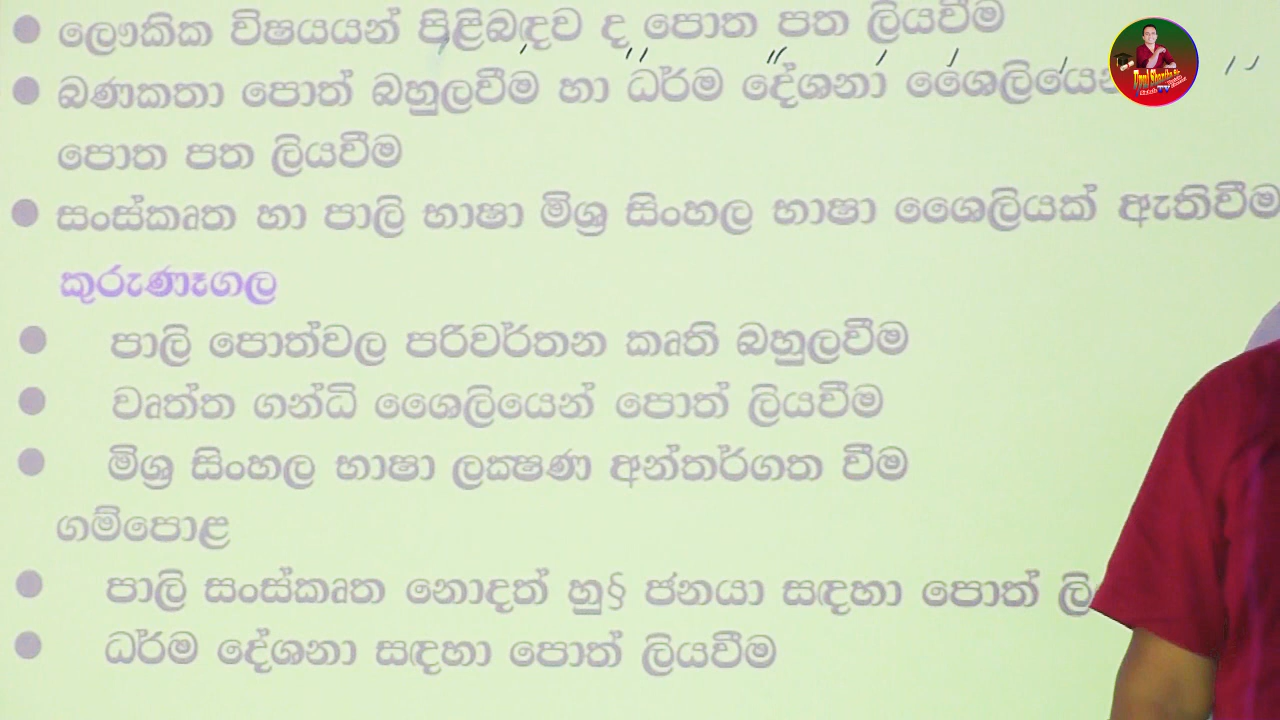 ලෞකික විෂයයන් පිළිබඳව ද පොත පත ලියවීම
බණකතා පොත් බහුලවීම හා ධර්ම දේශනා ශෛලියෙන්
පොත පත ලියවීම
සංස්කෘත හා පාලි භාෂා මිශ්‍ර සිංහල භාෂා ශෛලියක් ඇතිවීම
කුරුණෑගල
පාලි පොත්වල පරිවර්තන කෘති බහුලවීම
වෘත්ත ගන්ධි ශෛලියෙන් පොත් ලියවීම
මිශ්‍ර සිංහල භාෂා ලක්‍ෂණ අන්තර්ගත වීම
ගම්පොළ
පාලි සංස්කෘත නොදත් හු§ ජනයා සඳහා පොත් ලි
ධර්ම දේශනා සඳහා පොත් ලියවීම